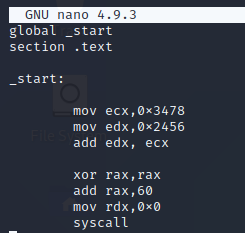 GNU nano 4.9.3
global _start
section .text
_start:
mov ecx,0×3478
mov edx,0×2456
add edx, ecx
xor rax,rax
add rax,60
mov rdx,0×0
syscall